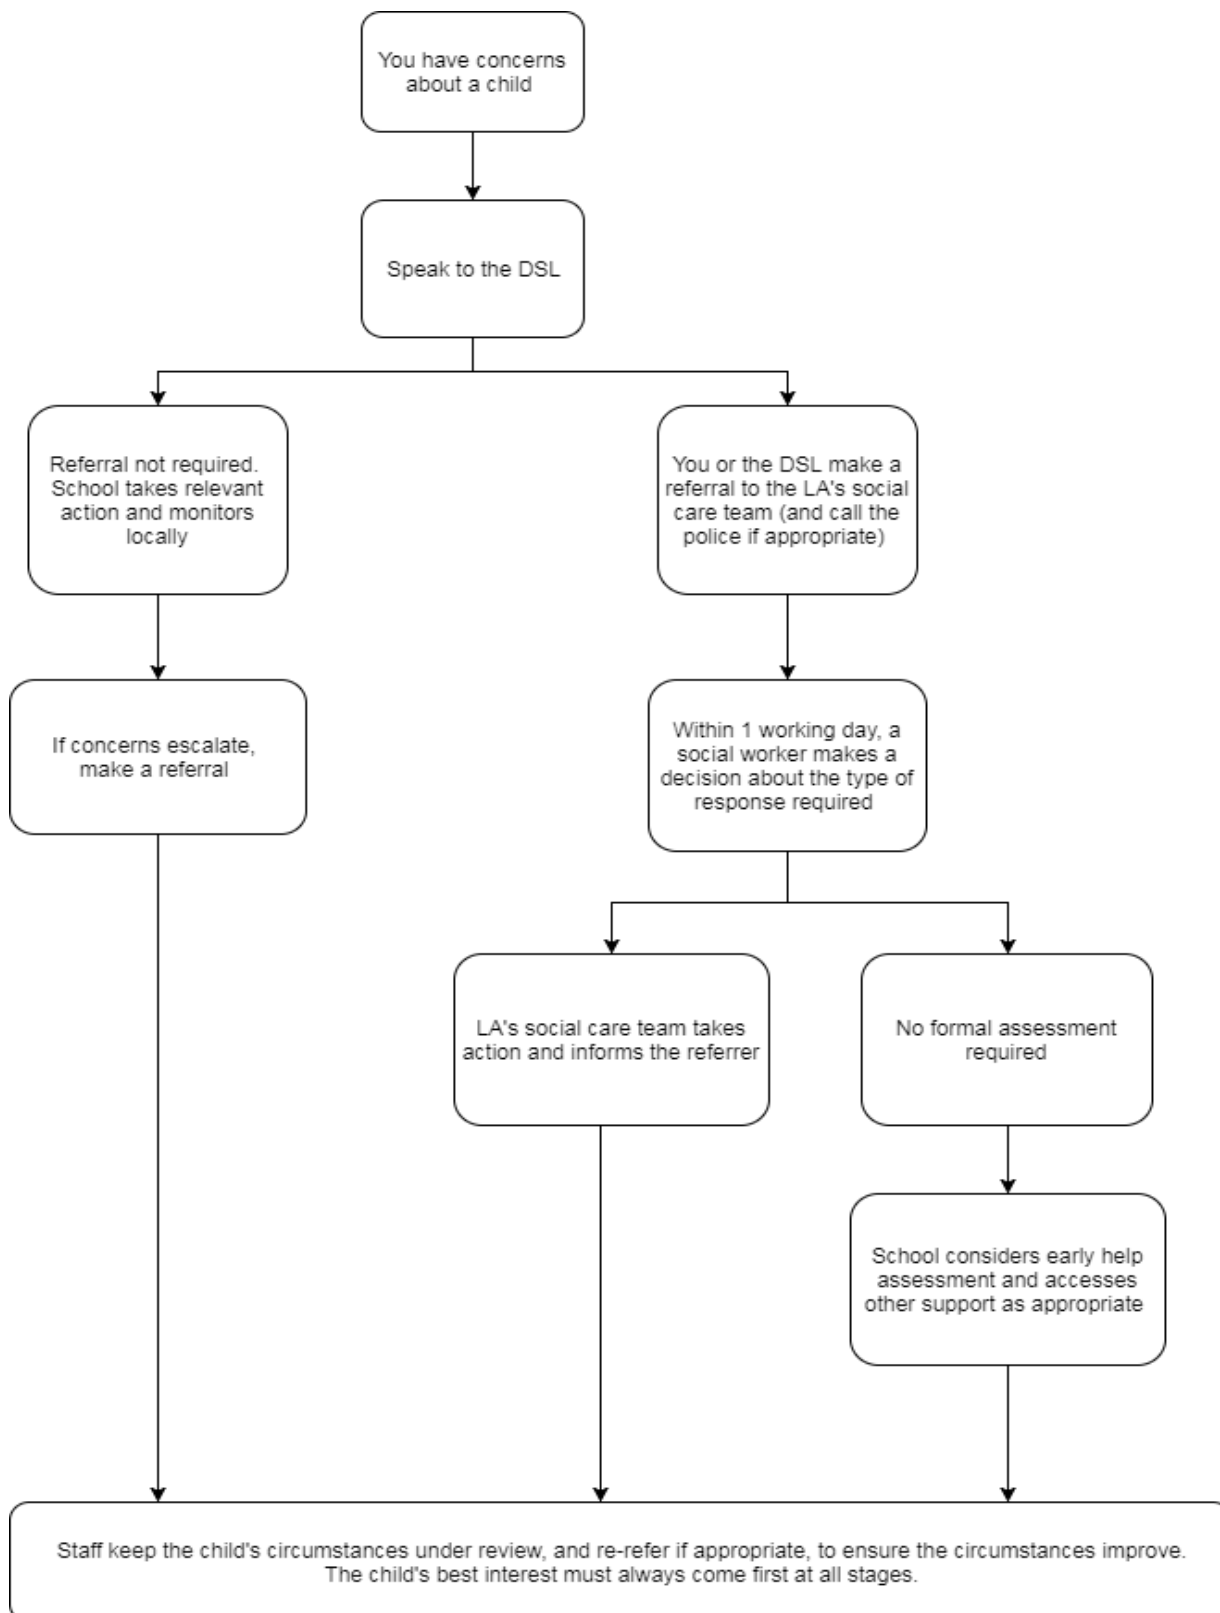 You have concerns
about a child
Speak to the DSL
Referral not required.
School takes relevant
action and monitors
locally
You or the DSL make a
referral to the LA's social
care team (and call the
police if appropriate)
If concerns escalate,
make a referral
Within 1 working day, a
social worker makes a
decision about the type of
response required
LA's social care team takes
action and informs the referrer
No formal assessment
required
School considers early help
assessment and accesses
other support as appropriate
Staff keep the child's circumstances under review, and re-refer if appropriate, to ensure the circumstances improve.
The child's best interest must always come first at all stages.